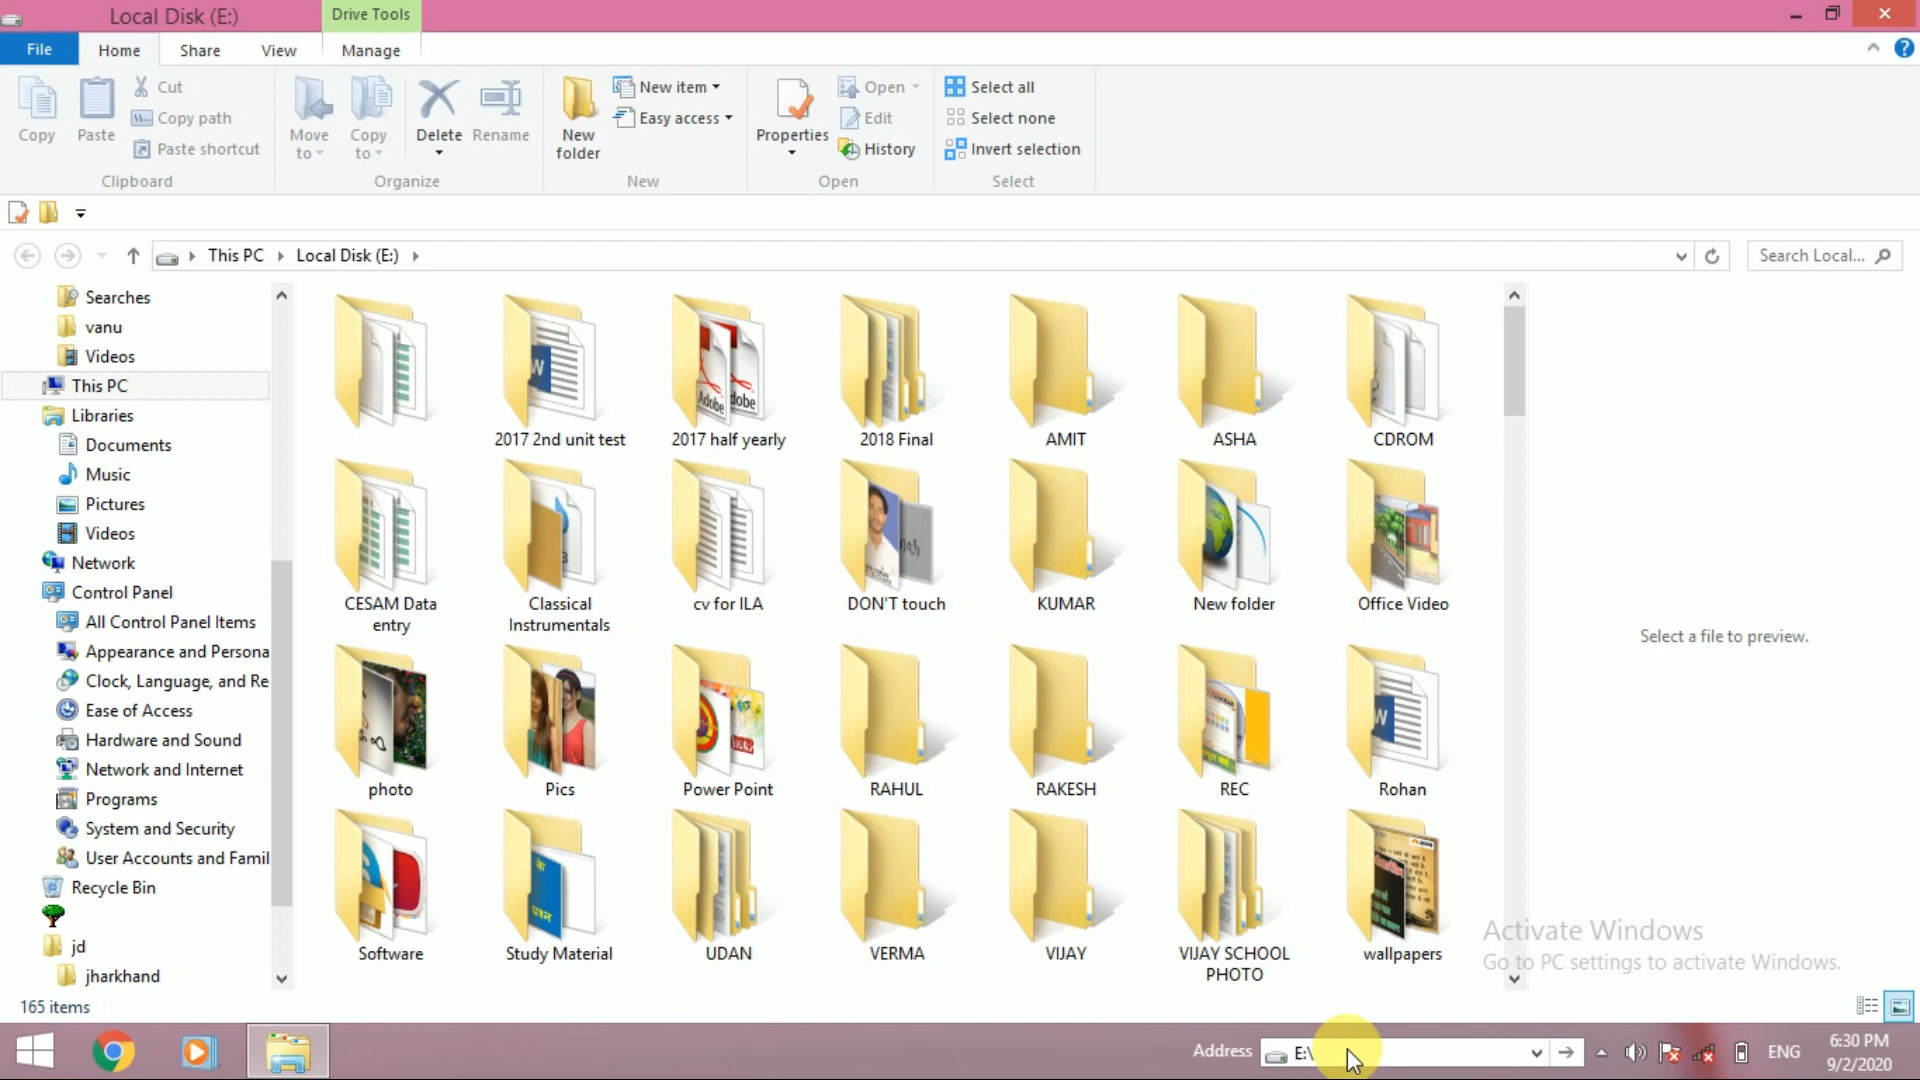 Local Disk (E:)
Drive Tools
File
Home
Share
View
Manage
Copy
Paste
Cut
Copy path
Paste shortcut
Clipboard
Move to
Copy to
Delete
Rename
Organize
New folder
New item
Easy access
New
Properties
Open
Edit
History
Open
Select all
Select none
Invert selection
Select
This PC
Local Disk (E:)
Search Local...
Searches
vanu
Videos
This PC
Libraries
Documents
Music
Pictures
Videos
Network
Control Panel
All Control Panel Items
Appearance and Persona
Clock, Language, and Re
Ease of Access
Hardware and Sound
Network and Internet
Programs
System and Security
User Accounts and Famil
Recycle Bin
jd
jharkhand
2017 2nd unit test
2017 half yearly
2018 Final
AMIT
ASHA
CDROM
CESAM Data
entry
Classical
Instrumentals
cv for ILA
DON'T touch
KUMAR
New folder
Office Video
photo
Pics
Power Point
RAHUL
RAKESH
REC
Rohan
Software
Study Material
UDAN
VERMA
VIJAY
VIJAY SCHOOL
PHOTO
wallpapers
Select a file to preview.
Activate Windows
Go to PC settings to activate Windows.
165 items
Address
E:\
ENG
6:30 PM
9/2/2020